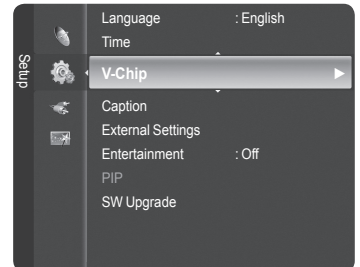 Setup
Language : English
Time
V-Chip
Caption
External Settings
Entertainment : Off
PIP
SW Upgrade